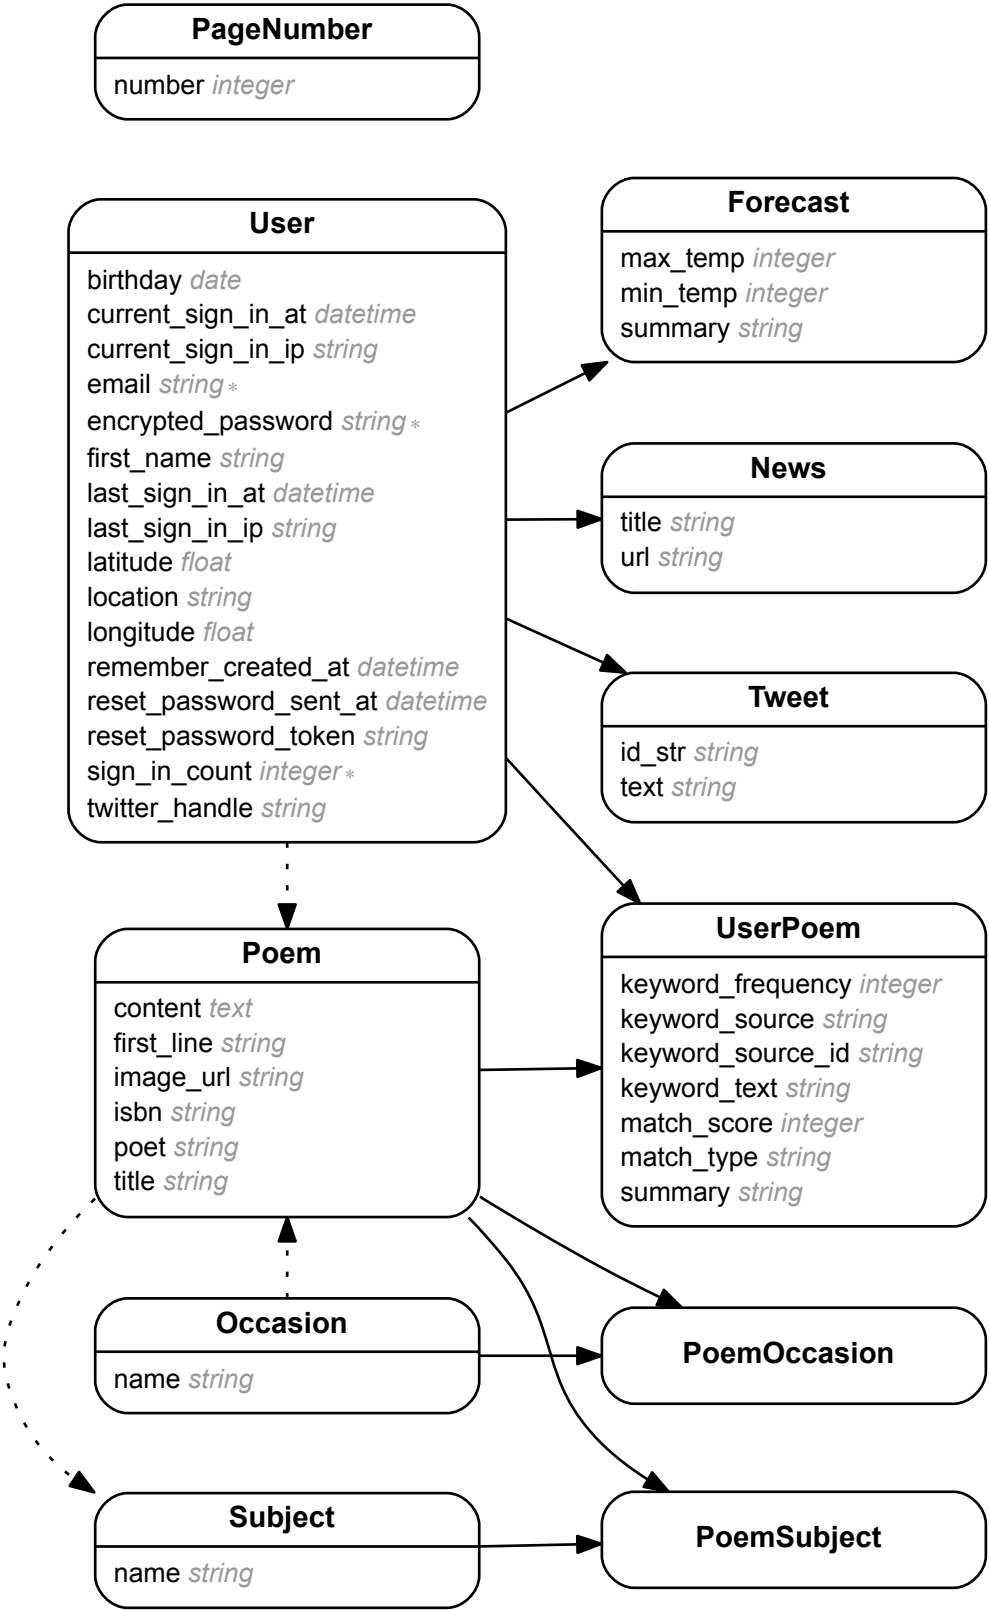 PageNumber
number integer
User
birthday date
current_sign_in_at datetime
current_sign_in_ip string
email string *
encrypted_password string *
first_name string
last_sign_in_at datetime
last_sign_in_ip string
latitude float
location string
longitude float
remember_created_at datetime
reset_password_sent_at datetime
reset_password_token string
sign_in_count integer *
twitter_handle string
Forecast
max_temp integer
min_temp integer
summary string
News
title string
url string
Tweet
id_str string
text string
Poem
content text
first_line string
image_url string
isbn string
poet string
title string
UserPoem
keyword_frequency integer
keyword_source string
keyword_source_id string
keyword_text string
match_score integer
match_type string
summary string
Occasion
name string
PoemOccasion
Subject
name string
PoemSubject